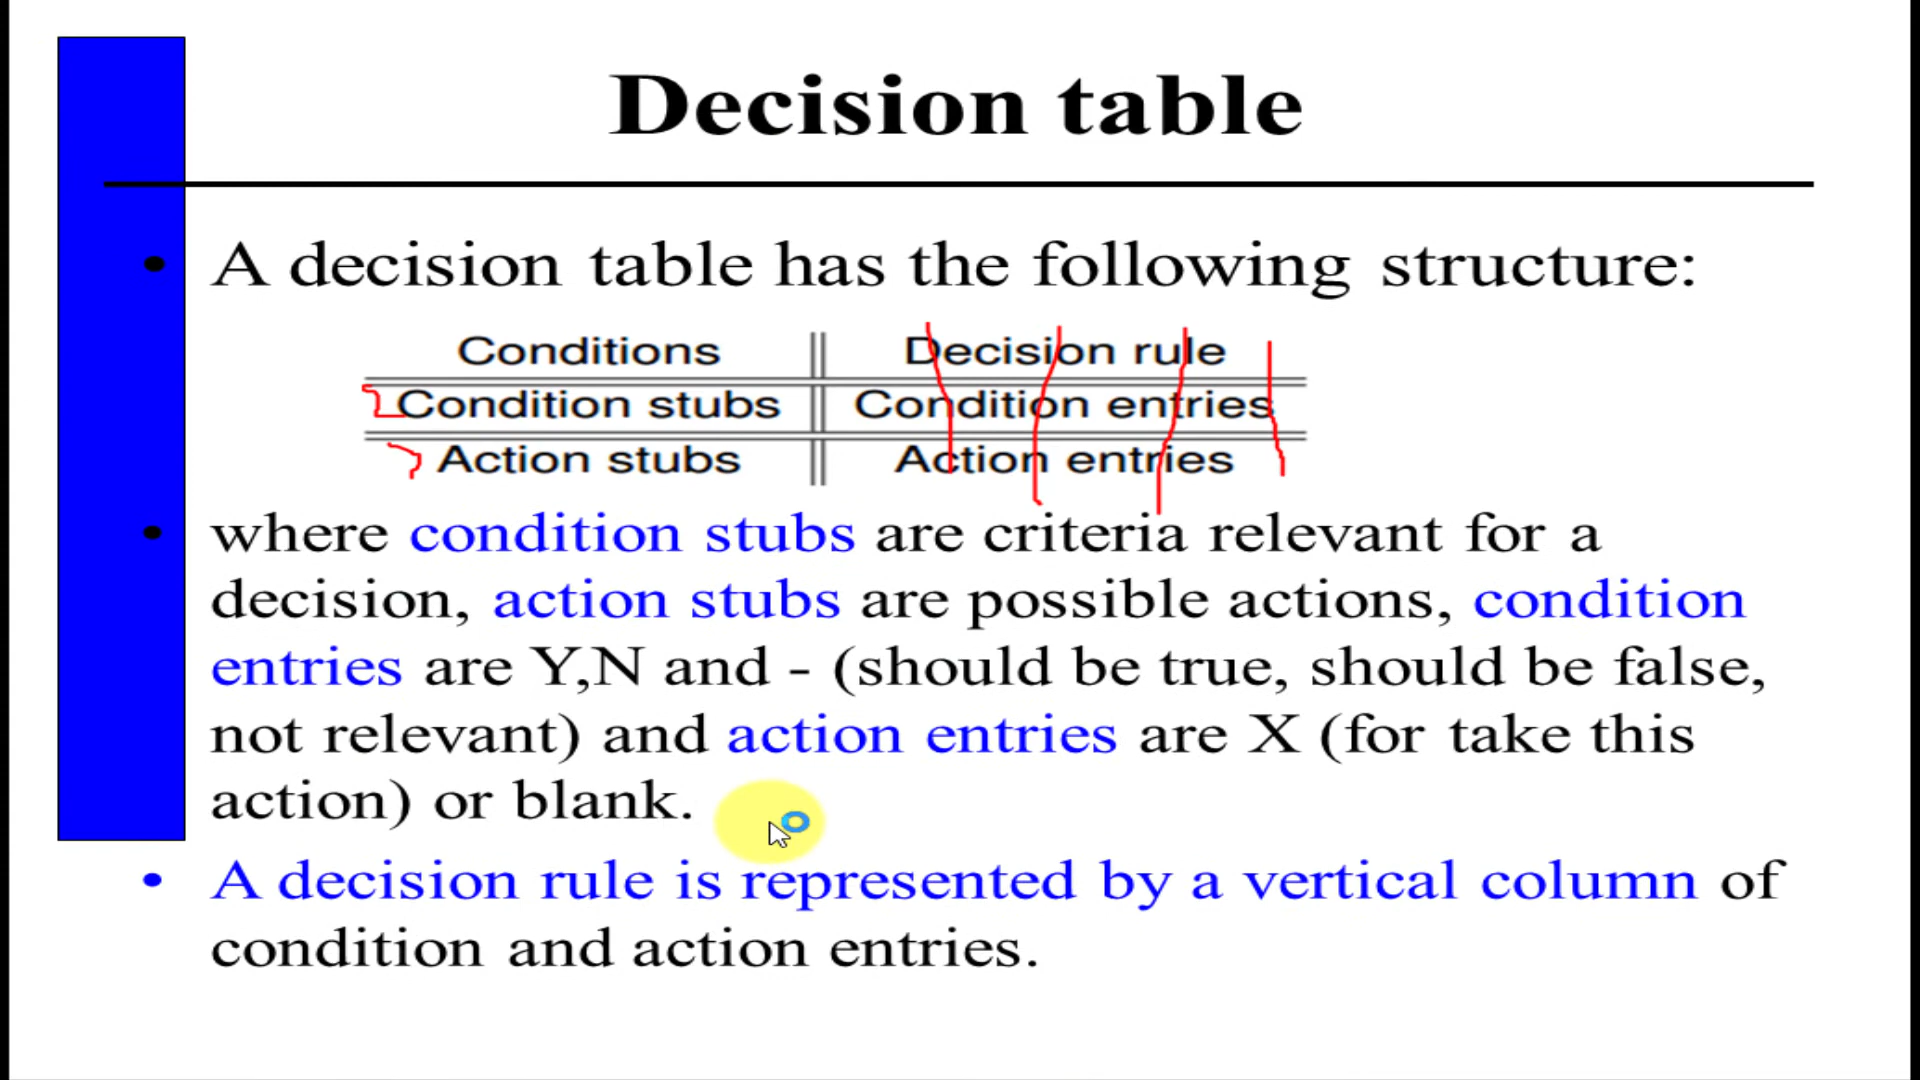 Decision table
• A decision table has the following structure:
Conditions Decision rule
Condition stubs Condition entries
Action stubs Action entries
• where condition stubs are criteria relevant for a
decision, action stubs are possible actions, condition
entries are Y,N and - (should be true, should be false,
not relevant) and action entries are X (for take this
action) or blank.
• A decision rule is represented by a vertical column of
condition and action entries.